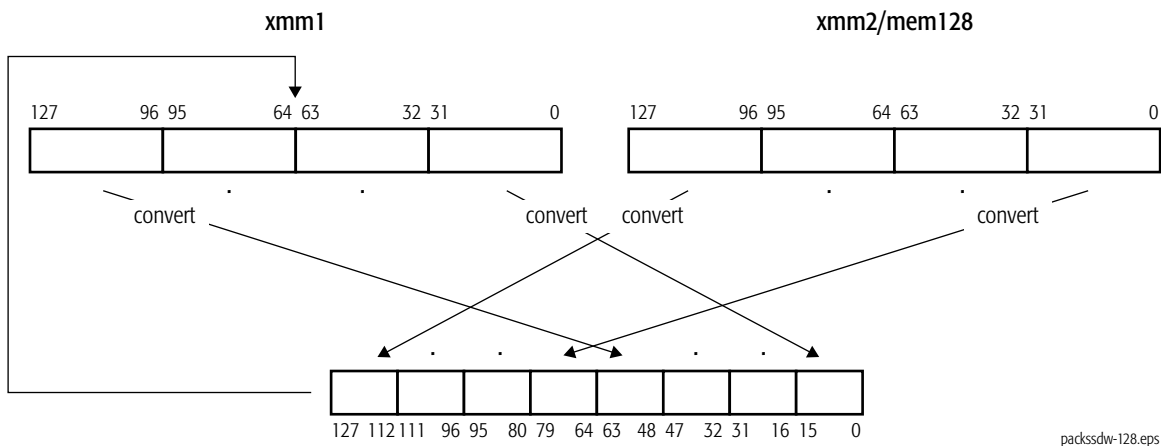 xmm1 xmm2/mem128
127 96 95 64 63 32 31 0 127 96 95 64 63 32 31 0
convert convert convert convert
127 112 111 96 95 80 79 64 63 48 47 32 31 16 15 0
packssdw-128.eps